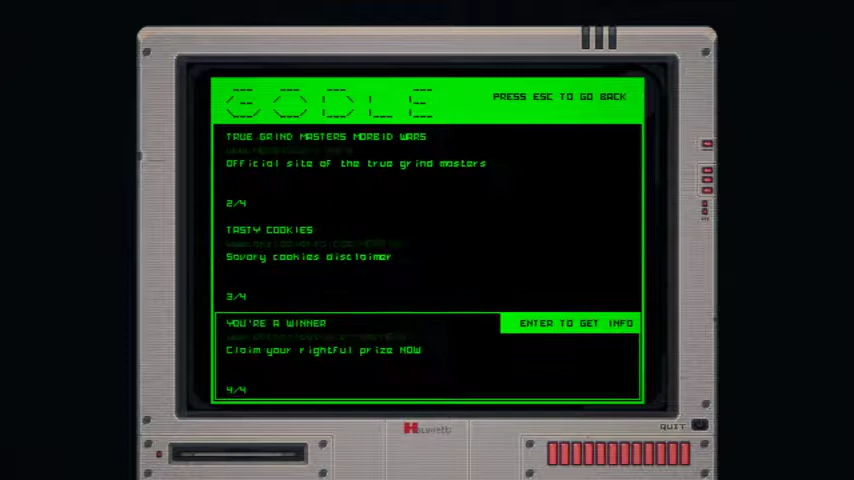 GODLE
PRESS ESC TO GO BACK
TRUE GRIND MASTERS MORBID WARS
Official site of the true grind masters
2/4
TASTY COOKIES
Savory cookies disclaimer
3/4
YOU'RE A WINNER
ENTER TO GET INFO
Claim your rightful prize NOW
4/4
QUIT